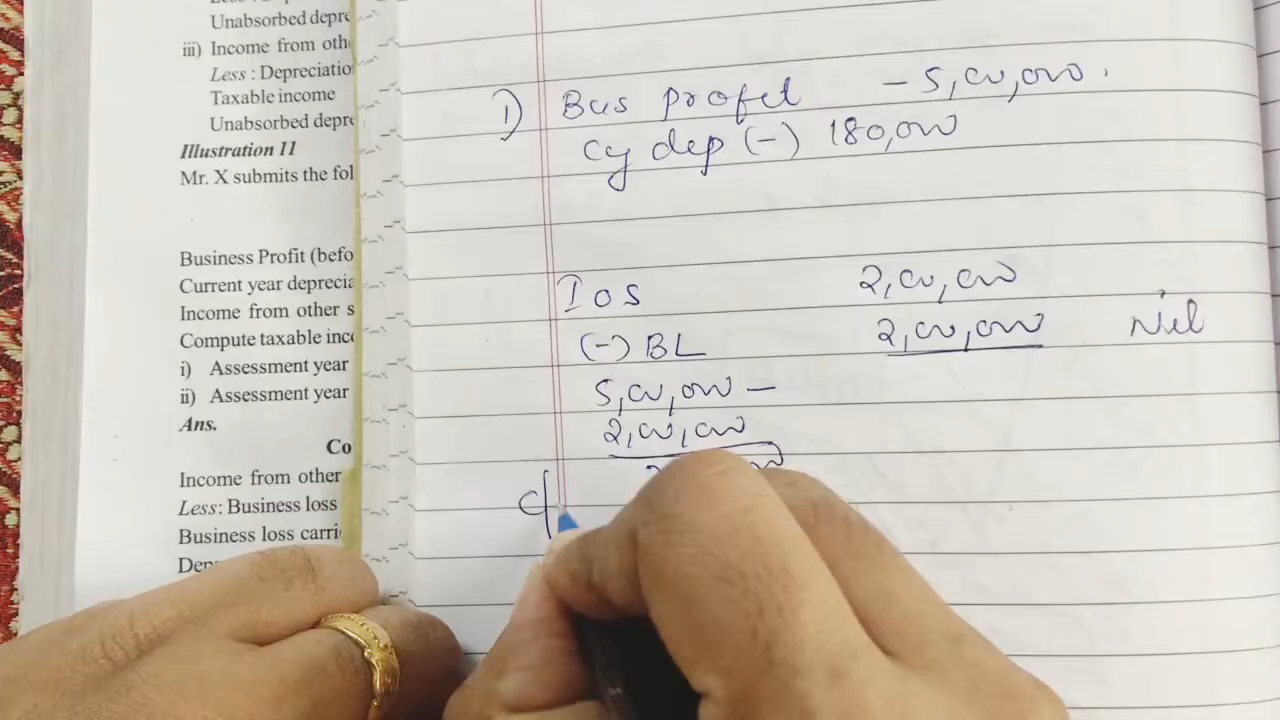 Unabsorbed depre
iii) Income from oth
Less : Depreciatio
Taxable income
Unabsorbed depre
Illustration 11
Mr. X submits the fol
Business Profit (befo
Current year deprecia
Income from other s
Compute taxable inco
i) Assessment year
ii) Assessment year
Ans.
Co
Income from other
Less: Business loss
Business loss carri
Dep
1) Bus profit - 5,00,000.
Cy dep (-) 180,000
IOS 2,00,000
(-) BL 2,00,000 Nil
5,00,000 -
2,00,000
c/